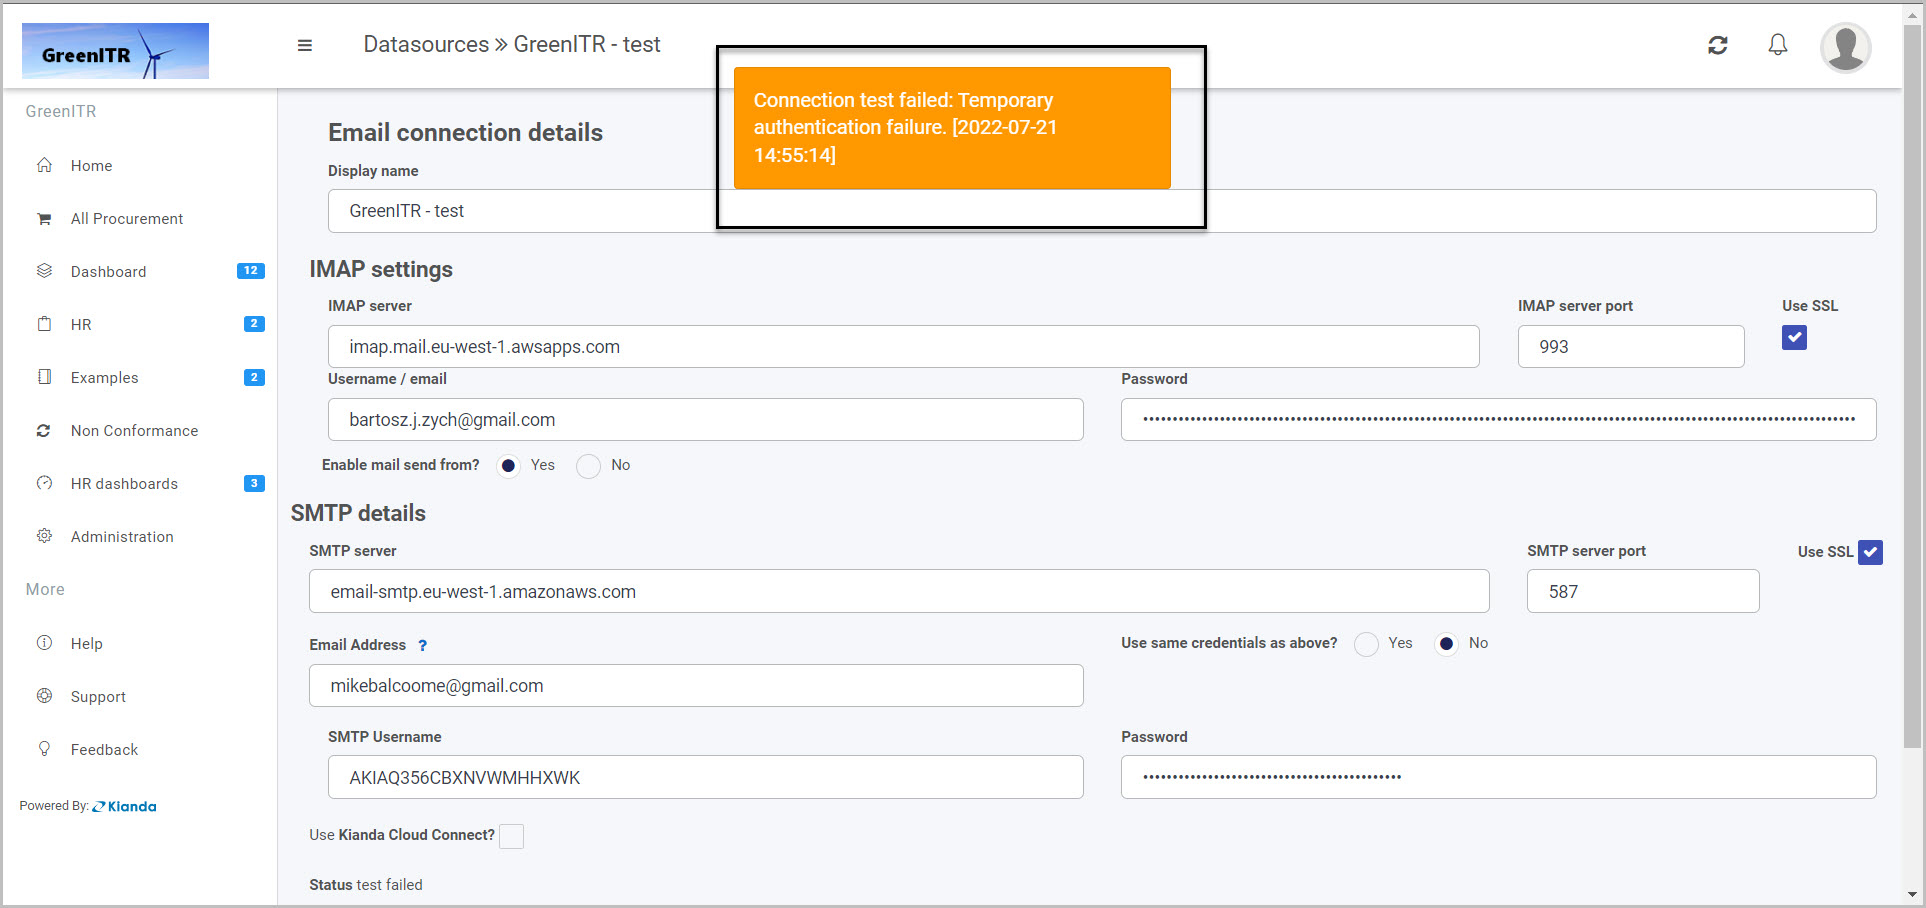 GreenITR
Datasources » GreenITR - test
Connection test failed: Temporary
authentication failure. [2022-07-21
14:55:14]
GreenITR
Home
All Procurement
Dashboard 12
HR 2
Examples 2
Non Conformance
HR dashboards 3
Administration
More
Help
Support
Feedback
Powered By: Kianda
Email connection details
Display name
GreenITR - test
IMAP settings
IMAP server
IMAP server port
Use SSL
imap.mail.eu-west-1.awsapps.com
993
Username / email
Password
bartosz.j.zych@gmail.com
Enable mail send from? Yes No
SMTP details
SMTP server
SMTP server port
Use SSL
email-smtp.eu-west-1.amazonaws.com
587
Email Address ?
Use same credentials as above? Yes No
mikebalcoome@gmail.com
SMTP Username
Password
AKIAQ356CBXNVWMHHXWK
Use Kianda Cloud Connect?
Status test failed